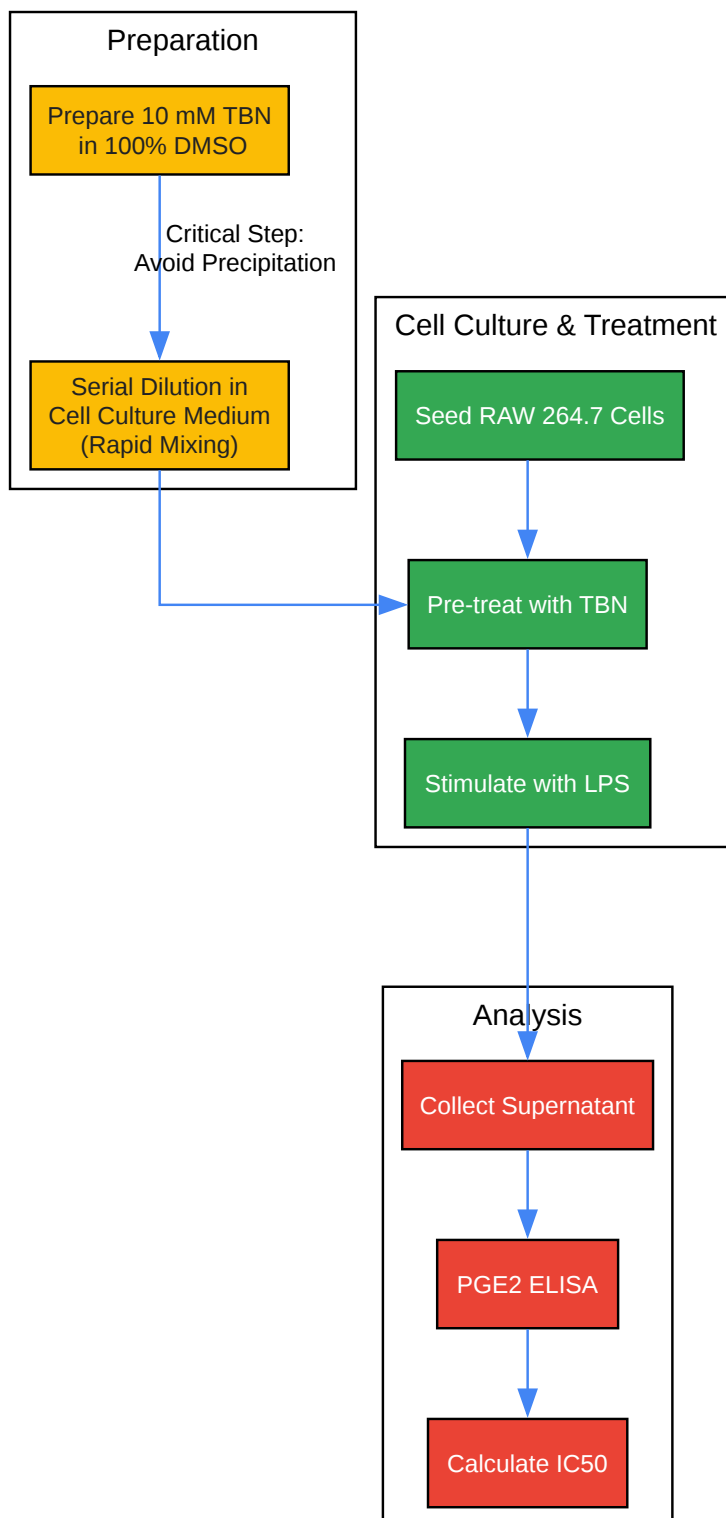 Preparation
Prepare 10 mM TBN
in 100% DMSO
Critical Step:
Avoid Precipitation
Serial Dilution in
Cell Culture Medium
(Rapid Mixing)
Cell Culture & Treatment
Seed RAW 264.7 Cells
Pre-treat with TBN
Stimulate with LPS
Analysis
Collect Supernatant
PGE2 ELISA
Calculate IC50